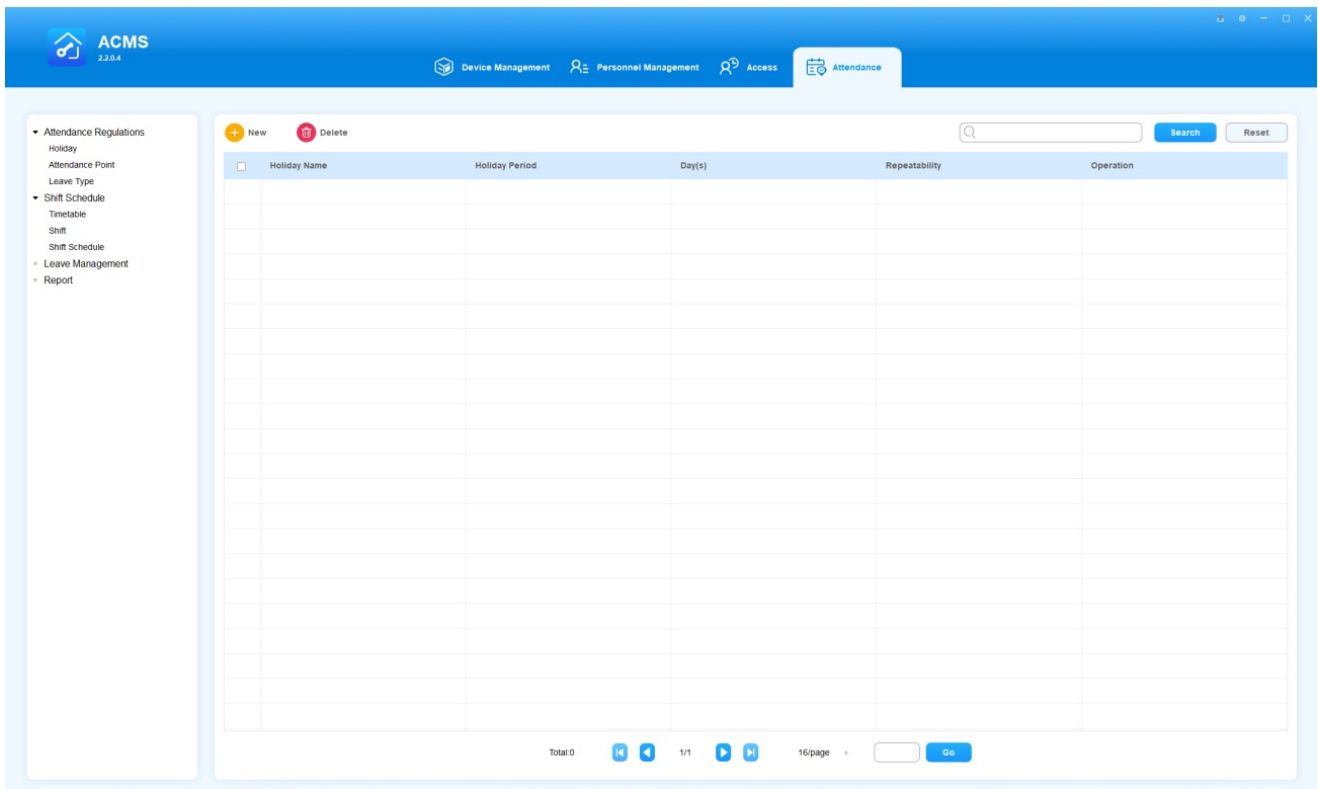 ACMS
2.2.0.4
Device Management
Personnel Management
Access
Attendance
Attendance Regulations
Holiday
Attendance Point
Leave Type
Shift Schedule
Timetable
Shift
Shift Schedule
Leave Management
Report
New Delete Search Reset
Holiday Name Holiday Period Day(s) Repeatability Operation
Total:0 1/1 16/page Go